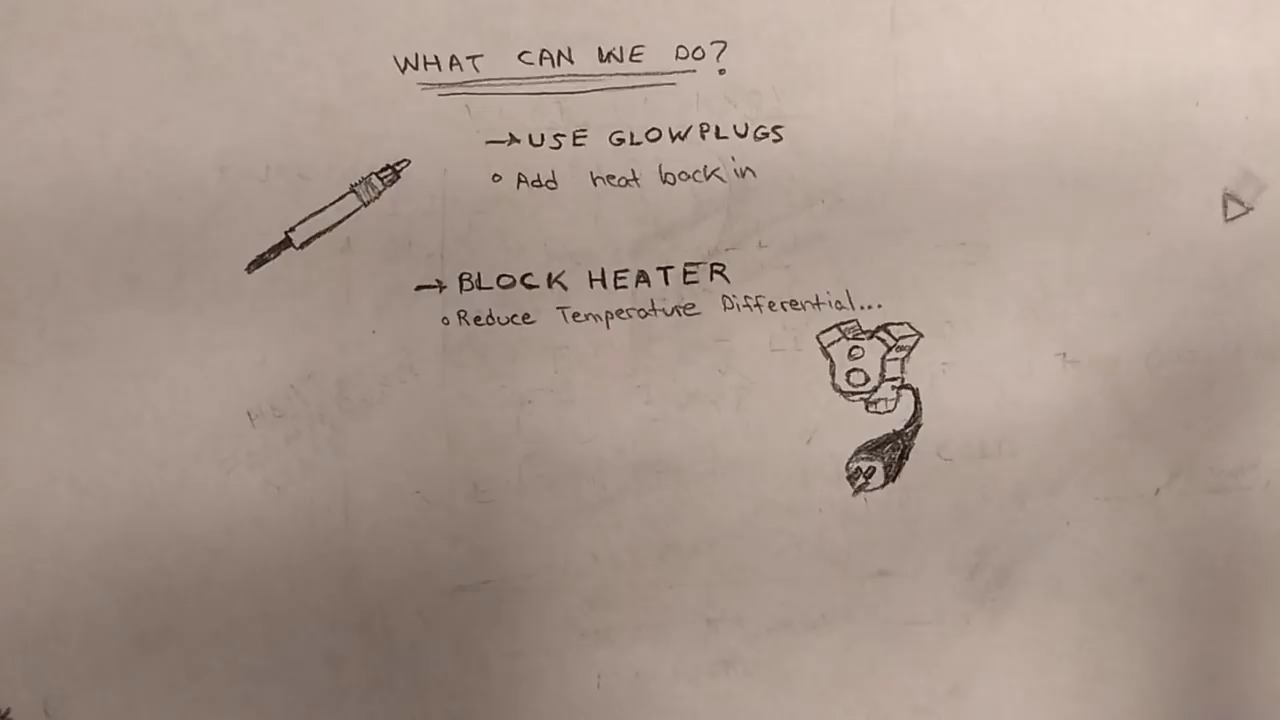 WHAT CAN WE DO?
→ USE GLOWPLUGS
o Add heat back in
→ BLOCK HEATER
o Reduce Temperature Differential...